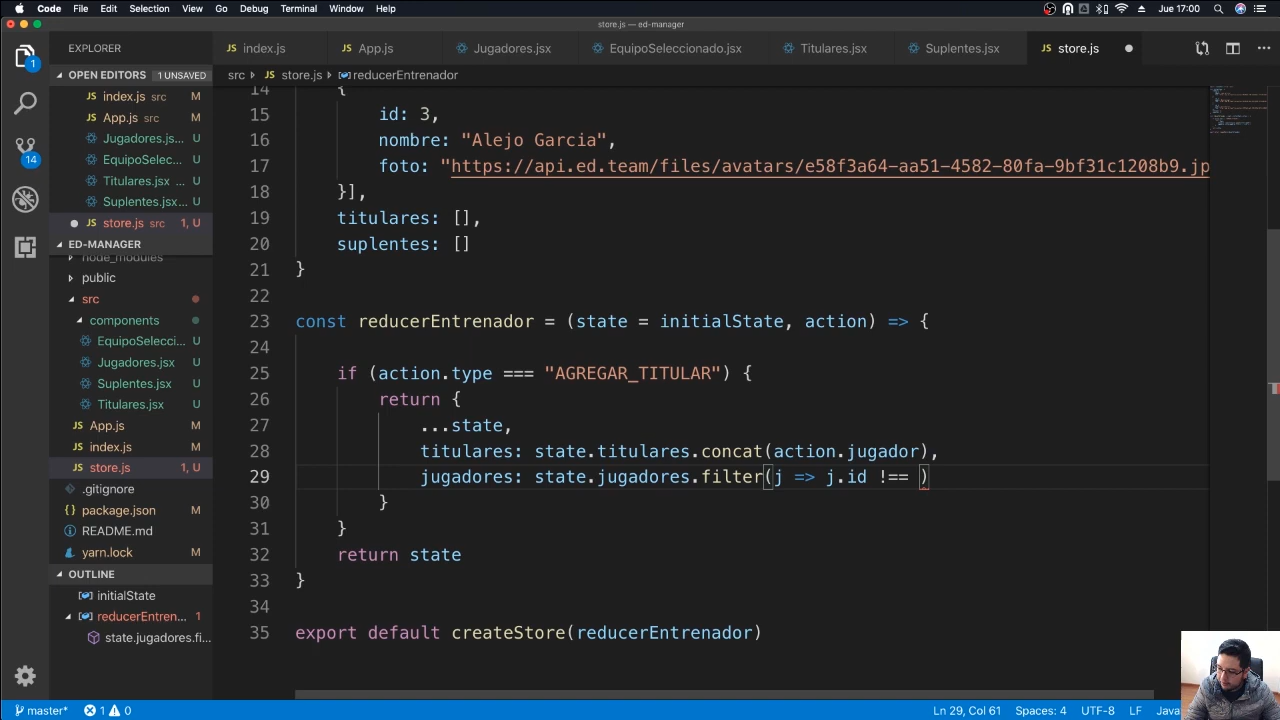 Code File Edit Selection View Go Debug Terminal Window Help
Jue 17:00
store.js — ed-manager
EXPLORER
index.js App.js Jugadores.jsx EquipoSeleccionado.jsx Titulares.jsx Suplentes.jsx store.js
OPEN EDITORS 1 UNSAVED
index.js src M
App.js src M
Jugadores.js... U
EquipoSelec... U
Titulares.jsx ... U
Suplentes.jsx... U
store.js src 1, U
ED-MANAGER
node_modules
public
src
components
EquipoSelecci... U
Jugadores.jsx U
Suplentes.jsx U
Titulares.jsx U
App.js M
index.js M
store.js 1, U
.gitignore
package.json M
README.md
yarn.lock M
OUTLINE
initialState
reducerEntren... 1
state.jugadores.fi...
1
14
src JS store.js reducerEntrenador
14 {
15 id: 3,
16 nombre: "Alejo Garcia",
17 foto: "https://api.ed.team/files/avatars/e58f3a64-aa51-4582-80fa-9bf31c1208b9.jp
18 }],
19 titulares: [],
20 suplentes: []
21 }
22
23 const reducerEntrenador = (state = initialState, action) => {
24
25 if (action.type === "AGREGAR_TITULAR") {
26 return {
27 ...state,
28 titulares: state.titulares.concat(action.jugador),
29 jugadores: state.jugadores.filter(j => j.id !== )
30 }
31 }
32 return state
33 }
34
35 export default createStore(reducerEntrenador)
master* 1 0 Ln 29, Col 61 Spaces: 4 UTF-8 LF Java